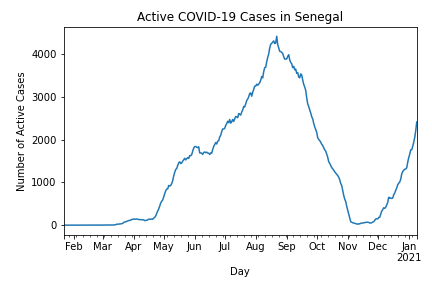 Active COVID-19 Cases in Senegal
Number of Active Cases
4000
3000
2000
1000
0
Feb Mar Apr May Jun Jul Aug Sep Oct Nov Dec Jan
2021
Day